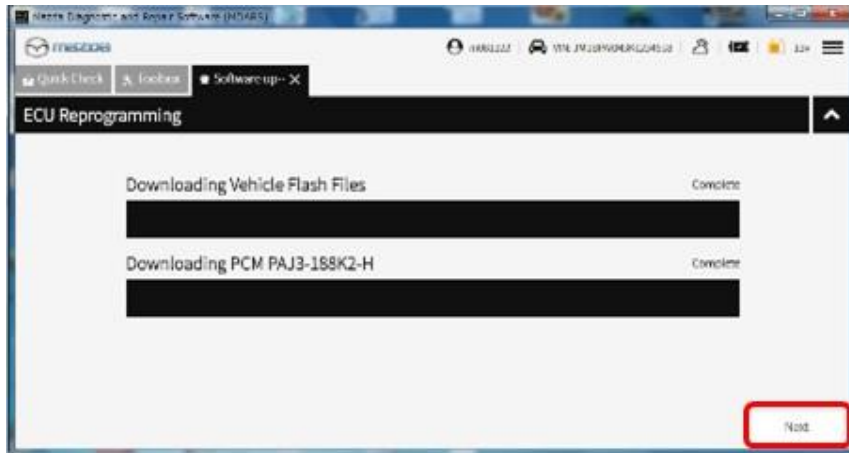 Mazda Diagnostic and Repair Software (MDARS)
mazda
VIN:
Quick Check
Toolbox
Software up-- X
ECU Reprogramming
Downloading Vehicle Flash Files
Complete
Downloading PCM PAJ3-188K2-H
Complete
Next